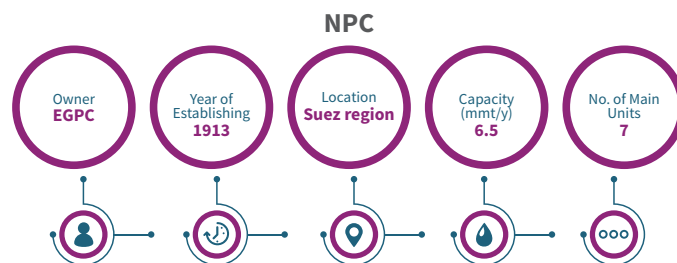 NPC
Owner
EGPC
Year of
Establishing
1913
Location
Suez region
Capacity
(mmt/y)
6.5
No. of Main
Units
7